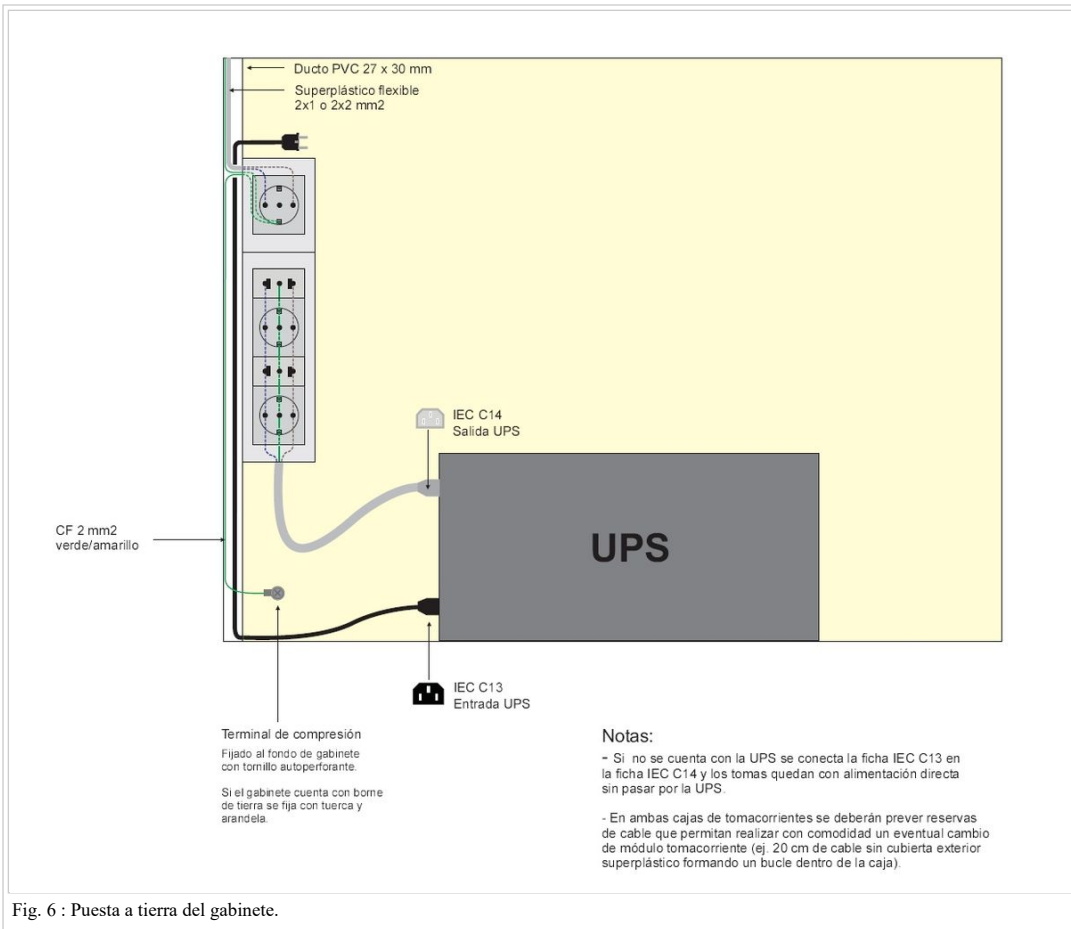 Ducto PVC 27 x 30 mm
Superplástico flexible
2x1 o 2x2 mm2
IEC C14
Salida UPS
UPS
CF 2 mm2
verde/amarillo
IEC C13
Entrada UPS
Terminal de compresión
Fijado al fondo de gabinete
con tornillo autoperforante.
Si el gabinete cuenta con borne
de tierra se fija con tuerca y
arandela.
Notas:
- Si no se cuenta con la UPS se conecta la ficha IEC C13 en
la ficha IEC C14 y los tomas quedan con alimentación directa
sin pasar por la UPS.
- En ambas cajas de tomacorrientes se deberán prever reservas
de cable que permitan realizar con comodidad un eventual cambio
de módulo tomacorriente (ej. 20 cm de cable sin cubierta exterior
superplástico formando un bucle dentro de la caja).
Fig. 6 : Puesta a tierra del gabinete.